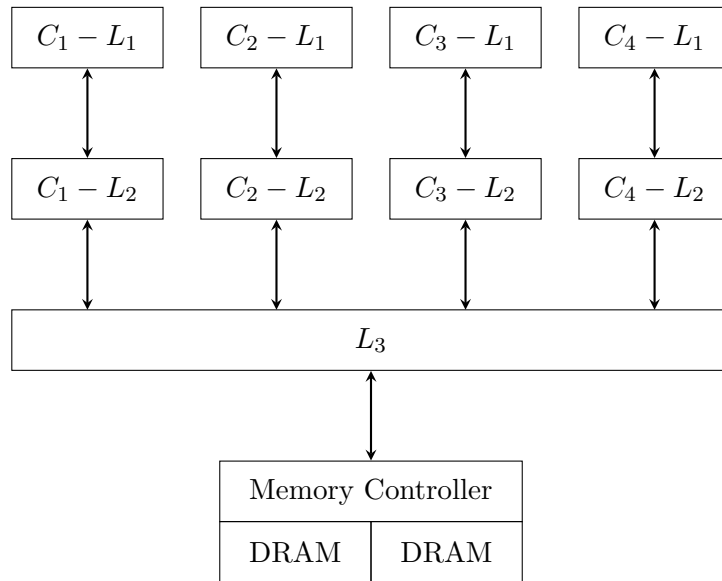 C₁ − L₁ C₂ − L₁ C₃ − L₁ C₄ − L₁
C₁ − L₂ C₂ − L₂ C₃ − L₂ C₄ − L₂
L₃
Memory Controller
DRAM DRAM